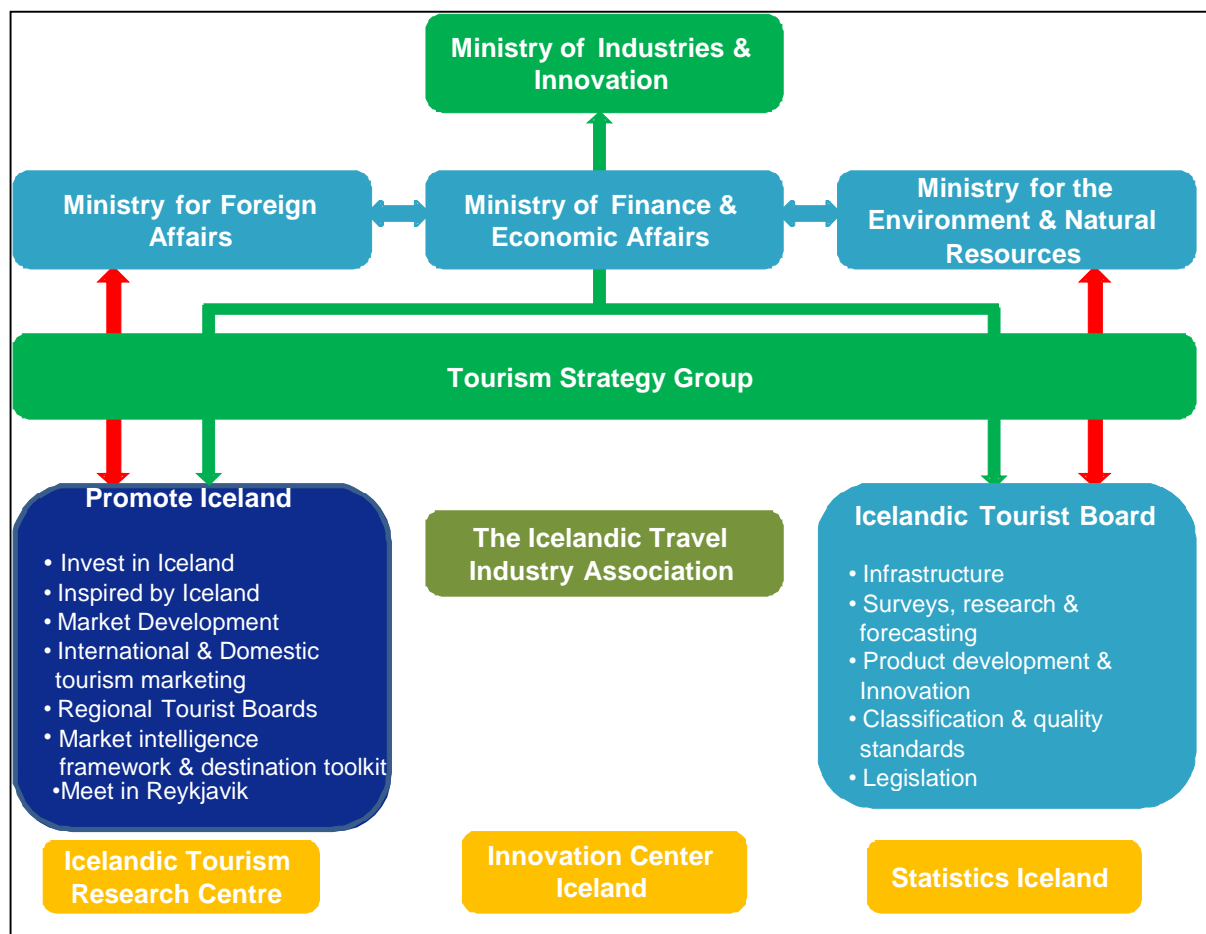 Ministry of Industries &
Innovation
Ministry for Foreign
Affairs
Ministry of Finance &
Economic Affairs
Ministry for the
Environment & Natural
Resources
Tourism Strategy Group
Promote Iceland
• Invest in Iceland
• Inspired by Iceland
• Market Development
• International & Domestic
tourism marketing
• Regional Tourist Boards
• Market intelligence
framework & destination toolkit
•Meet in Reykjavik
The Icelandic Travel
Industry Association
Icelandic Tourist Board
• Infrastructure
• Surveys, research &
forecasting
• Product development &
Innovation
• Classification & quality
standards
• Legislation
Icelandic Tourism
Research Centre
Innovation Center
Iceland
Statistics Iceland